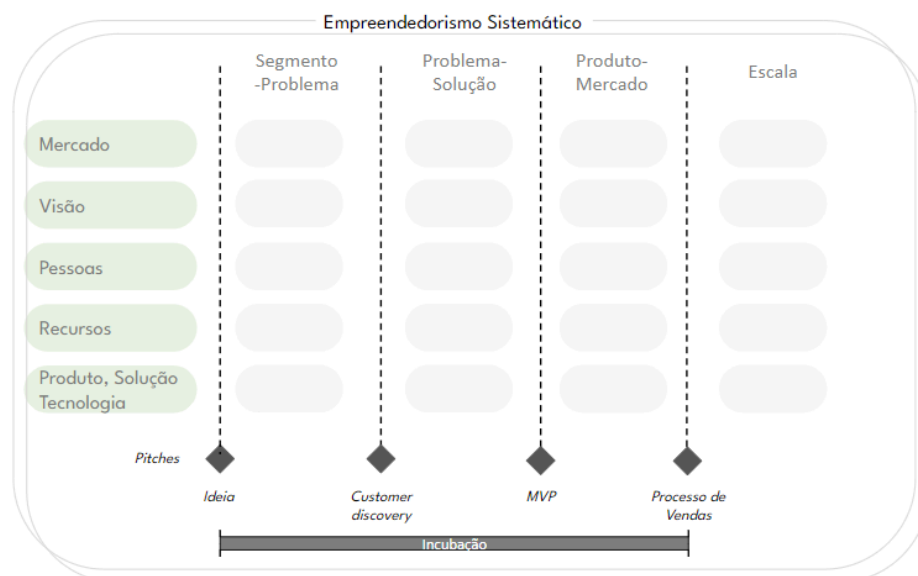 Empreendedorismo Sistemático
Segmento
-Problema
Problema-
Solução
Produto-
Mercado
Escala
Mercado
Visão
Pessoas
Recursos
Produto, Solução
Tecnologia
Pitches
Ideia
Customer
discovery
MVP
Processo de
Vendas
Incubação